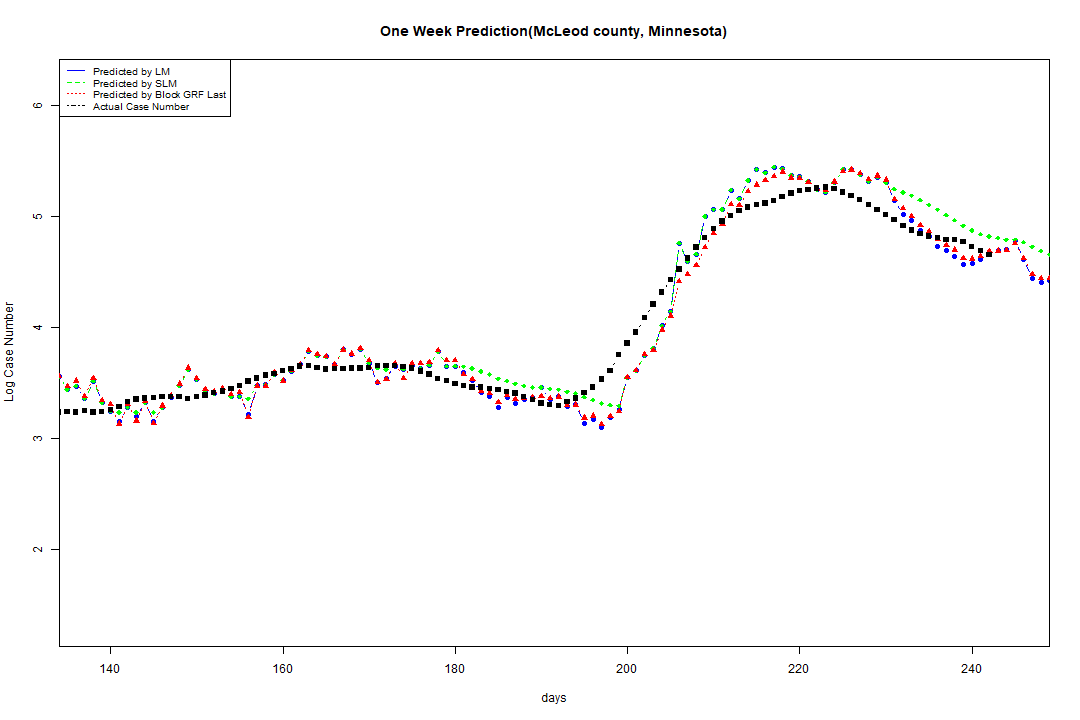 One Week Prediction(McLeod county, Minnesota)
Predicted by LM
Predicted by SLM
Predicted by Block GRF Last
Actual Case Number
6
5
4
3
2
Log Case Number
140 160 180 200 220 240
days